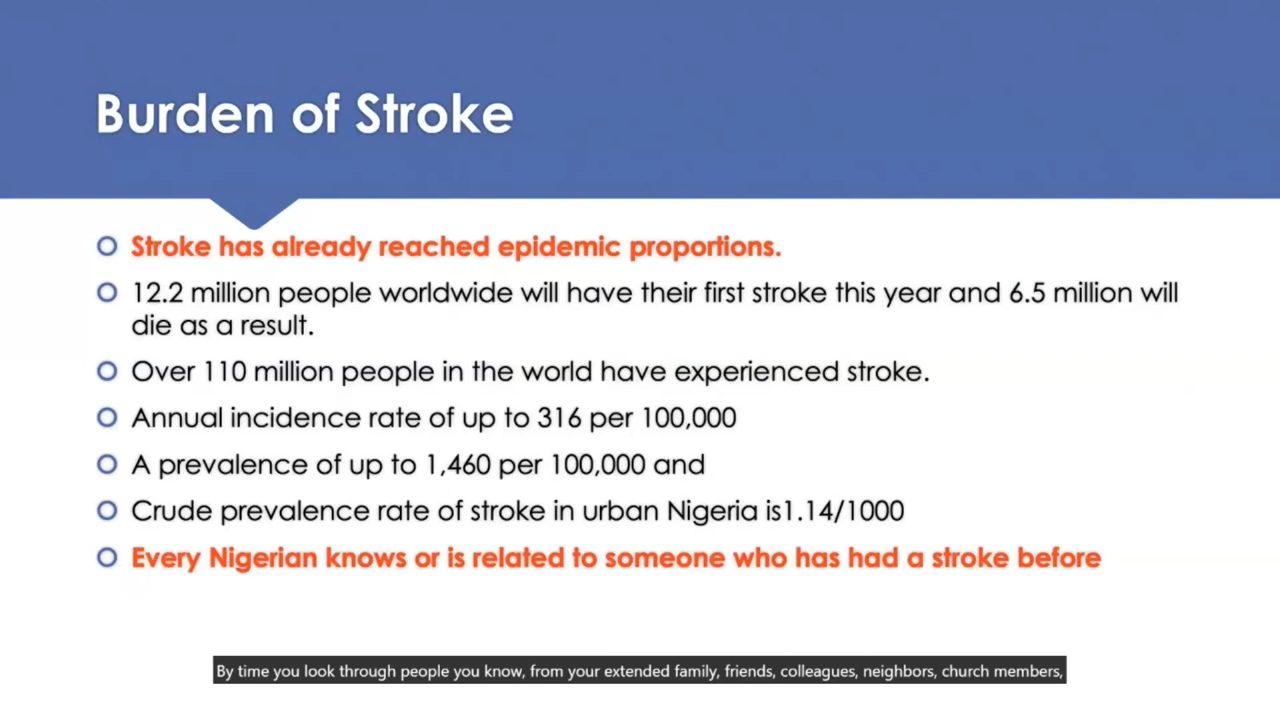 Burden of Stroke
Stroke has already reached epidemic proportions.
12.2 million people worldwide will have their first stroke this year and 6.5 million will
die as a result.
Over 110 million people in the world have experienced stroke.
Annual incidence rate of up to 316 per 100,000
A prevalence of up to 1,460 per 100,000 and
Crude prevalence rate of stroke in urban Nigeria is1.14/1000
Every Nigerian knows or is related to someone who has had a stroke before
By time you look through people you know, from your extended family, friends, colleagues, neighbors, church members,